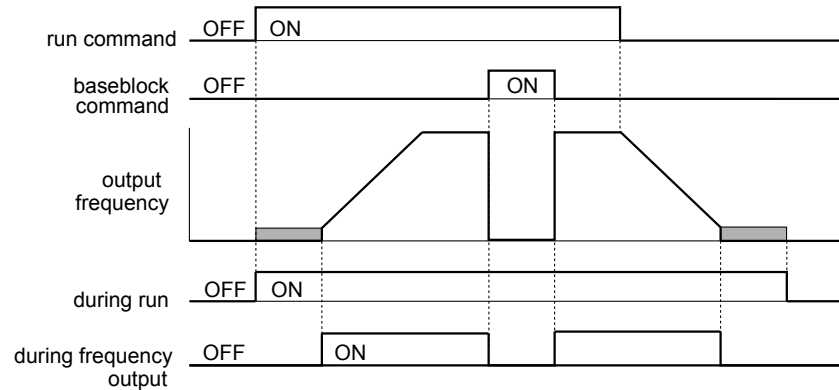 run command OFF ON
baseblock
command OFF ON
output
frequency
during run OFF ON
during frequency
output OFF ON